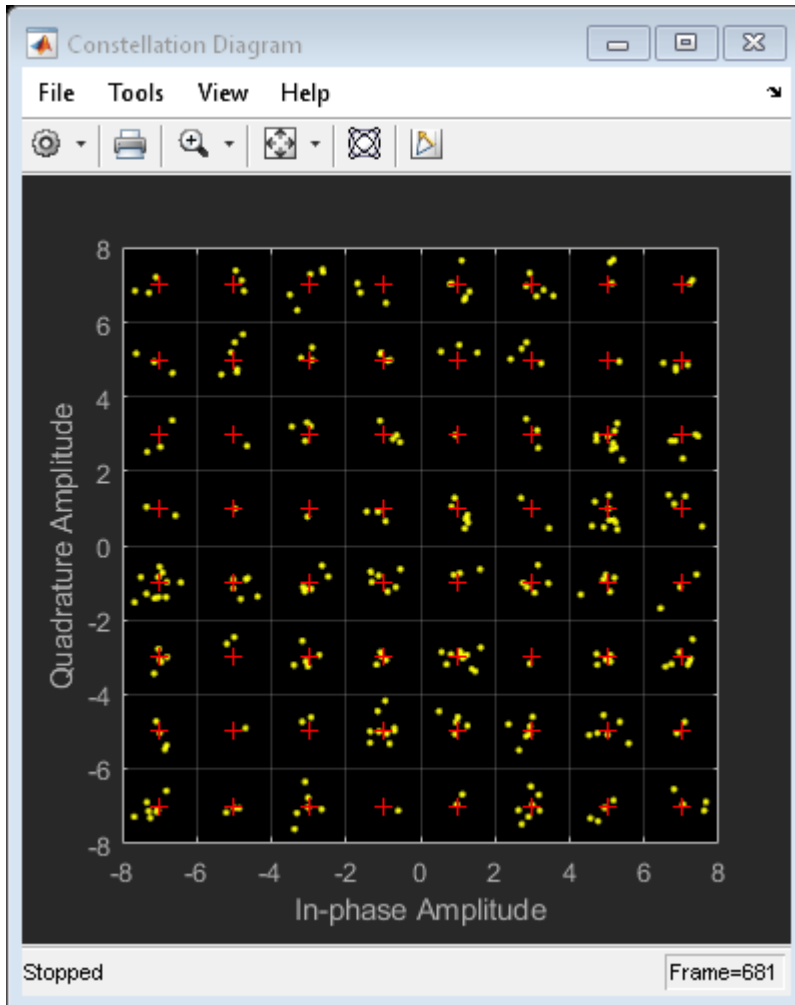 Constellation Diagram
File Tools View Help
8
6
4
2
0
-2
-4
-6
-8
Quadrature Amplitude
-8 -6 -4 -2 0 2 4 6 8
In-phase Amplitude
Stopped Frame=681